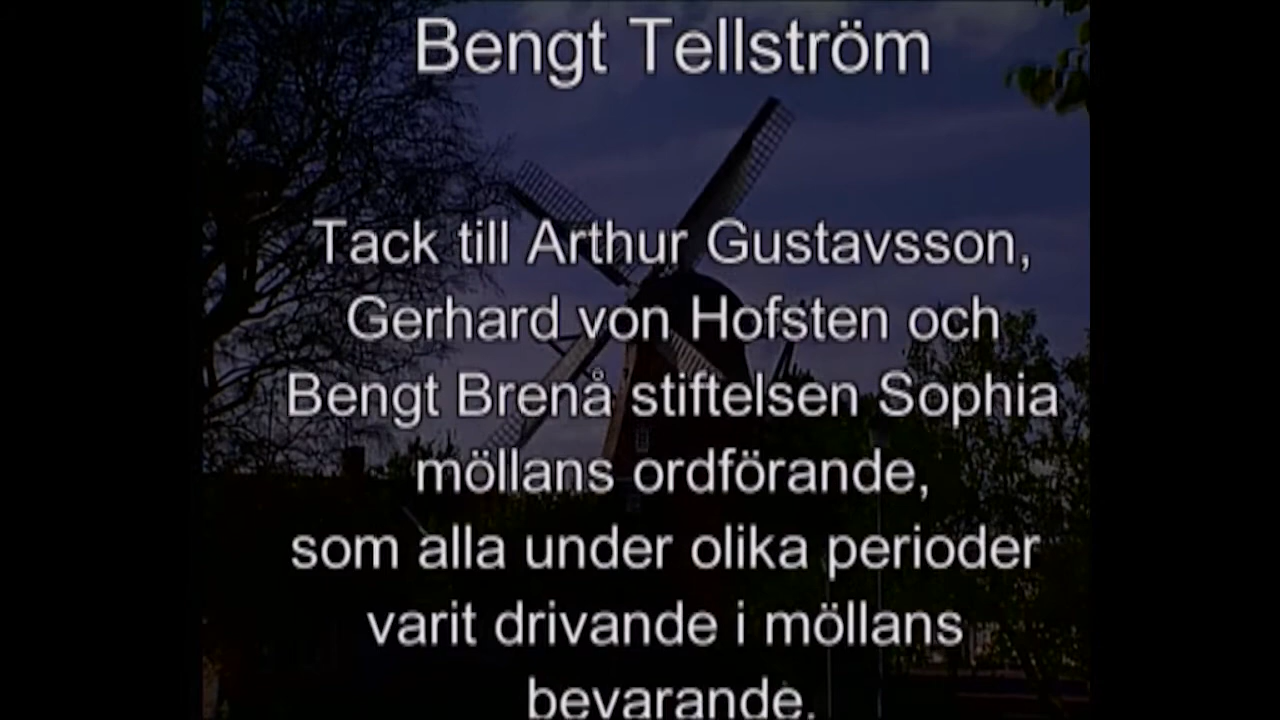 Bengt Tellström
Tack till Arthur Gustavsson,
Gerhard von Hofsten och
Bengt Brenå stiftelsen Sophia
möllans ordförande,
som alla under olika perioder
varit drivande i möllans
bevarande.